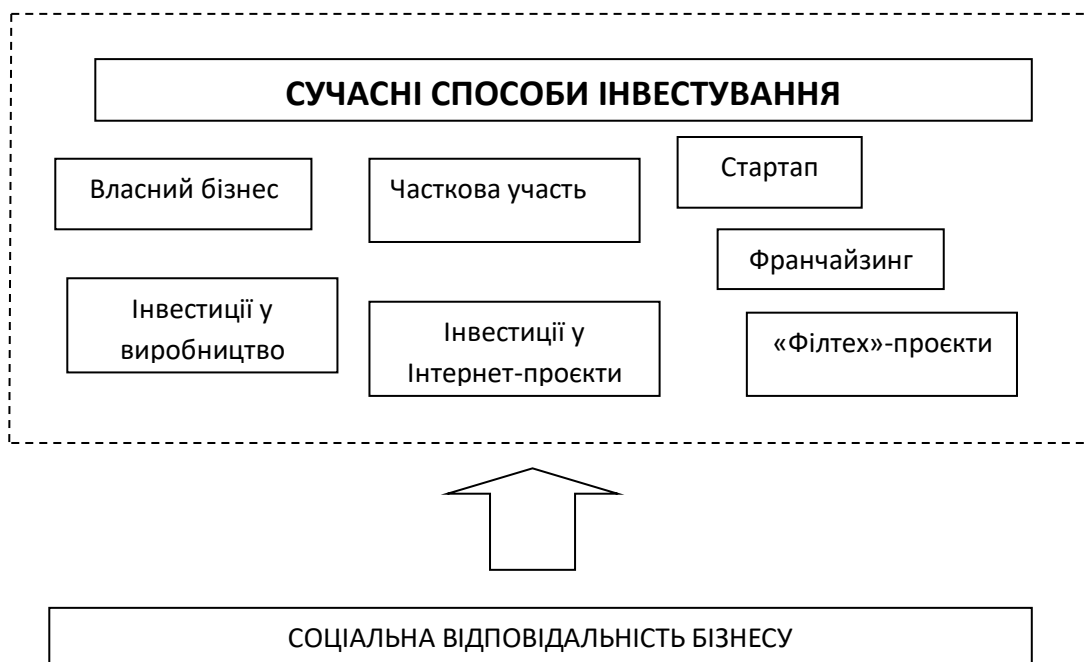 СУЧАСНІ СПОСОБИ ІНВЕСТУВАННЯ
Власний бізнес
Часткова участь
Стартап
Франчайзинг
Інвестиції у
виробництво
Інвестиції у
Інтернет-проєкти
«Філтех»-проєкти
СОЦІАЛЬНА ВІДПОВІДАЛЬНІСТЬ БІЗНЕСУ